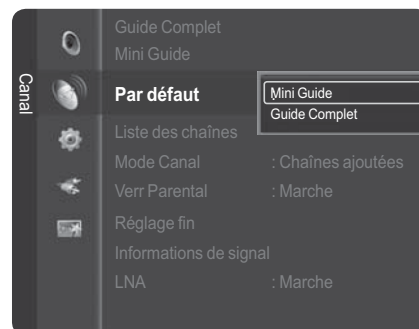 Canal
Guide Complet
Mini Guide
Par défaut
Mini Guide
Guide Complet
Liste des chaînes
Mode Canal : Chaînes ajoutées
Verr Parental : Marche
Réglage fin
Informations de signal
LNA : Marche